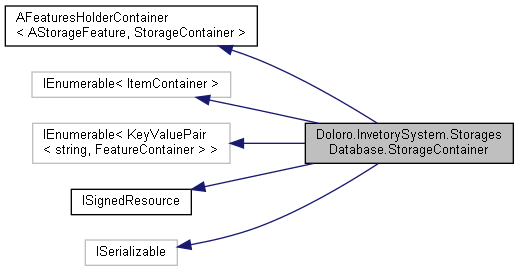 AFeaturesHolderContainer
< AStorageFeature, StorageContainer >
IEnumerable< ItemContainer >
IEnumerable< KeyValuePair
< string, FeatureContainer > >
Doloro.InvetorySystem.Storages
Database.StorageContainer
ISignedResource
ISerializable